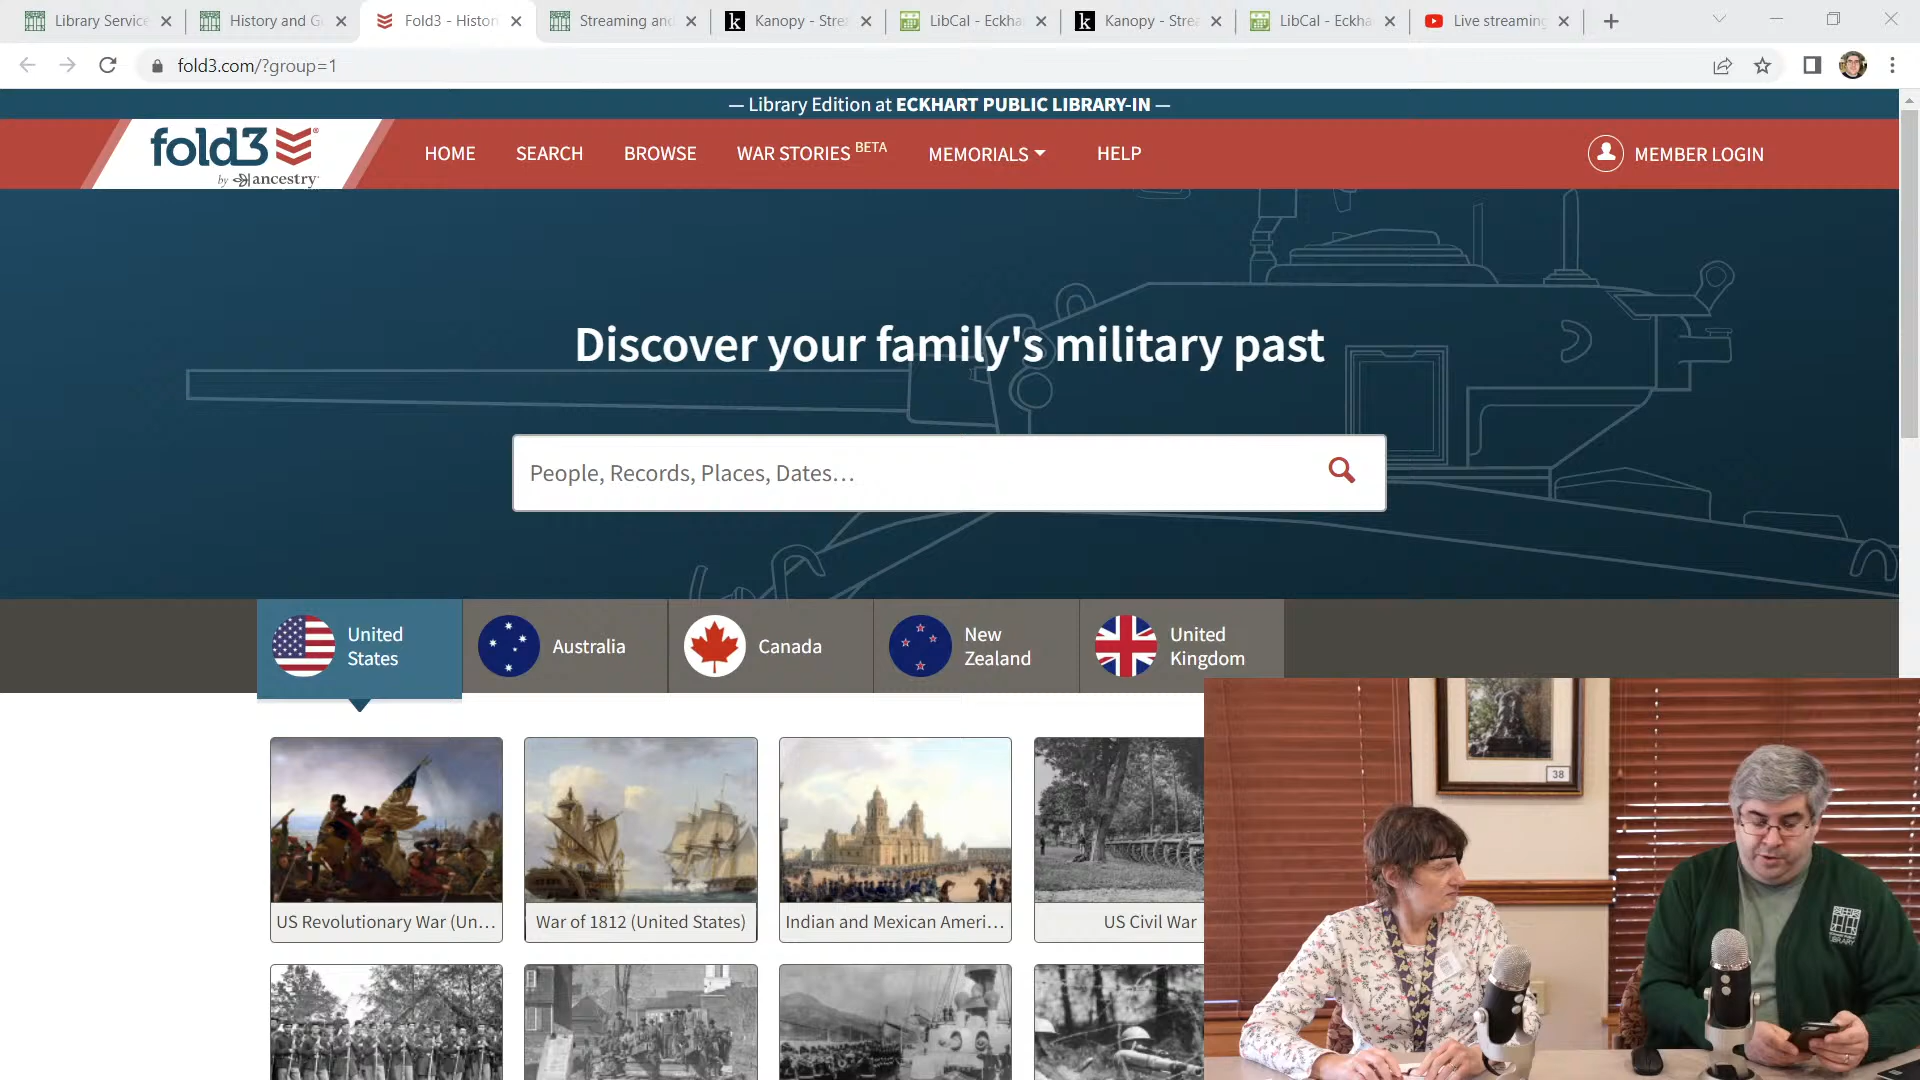 Library Service
History and G
Fold3 - Histor
Streaming and
Kanopy - Stre
LibCal - Eckha
Kanopy - Strea
LibCal - Eckha
Live streaming
fold3.com/?group=1
— Library Edition at ECKHART PUBLIC LIBRARY-IN —
fold3®
by ancestry
HOME
SEARCH
BROWSE
WAR STORIES BETA
MEMORIALS
HELP
MEMBER LOGIN
Discover your family's military past
People, Records, Places, Dates...
United States
Australia
Canada
New Zealand
United Kingdom
US Revolutionary War (Un...
War of 1812 (United States)
Indian and Mexican Ameri...
US Civil War
38
LIBRARY